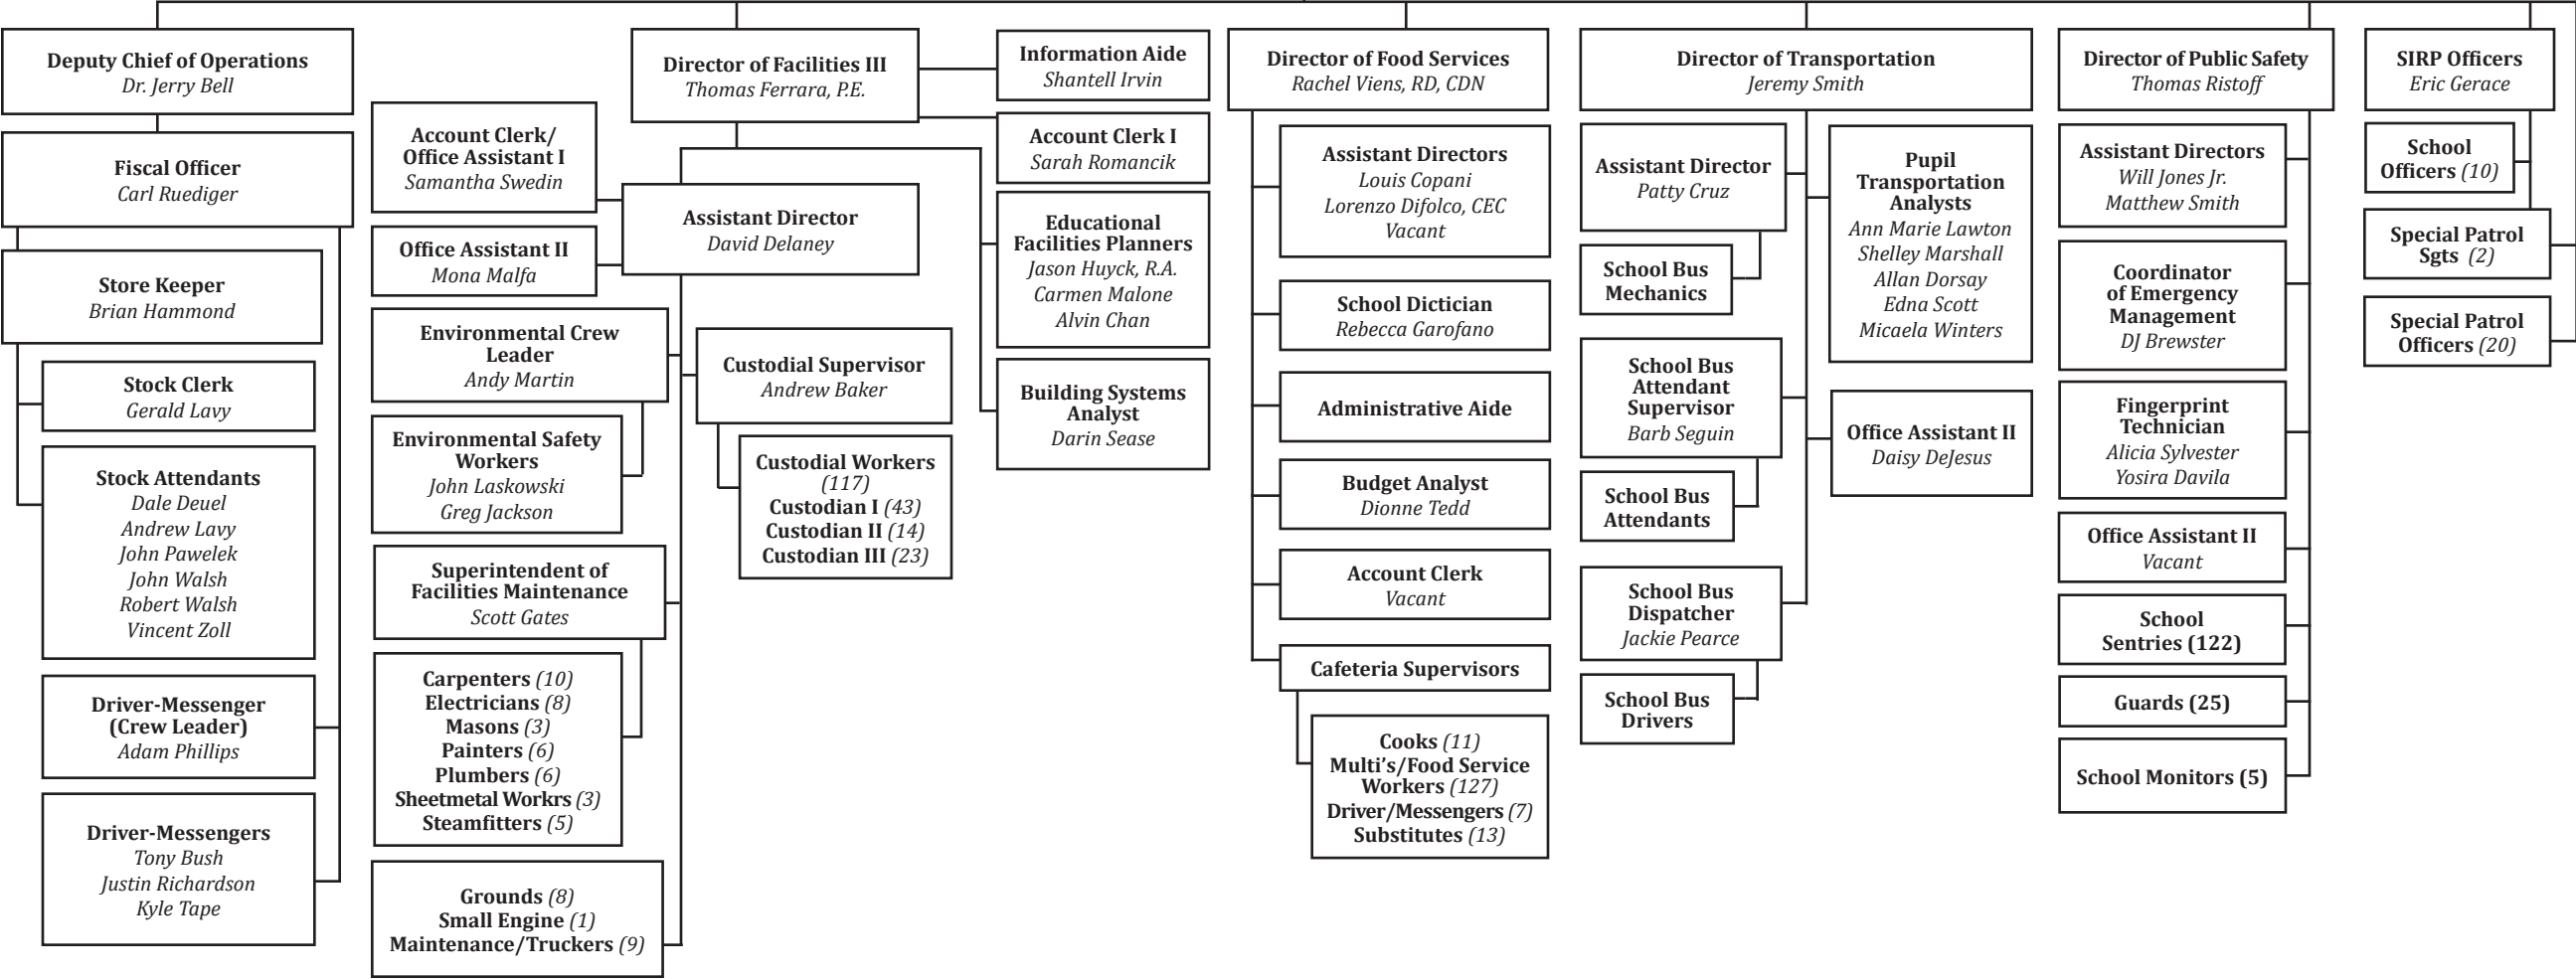 Deputy Chief of Operations
Dr. Jerry Bell
Fiscal Officer
Carl Ruediger
Store Keeper
Brian Hammond
Stock Clerk
Gerald Lavy
Stock Attendants
Dale Deuel
Andrew Lavy
John Pawelek
John Walsh
Robert Walsh
Vincent Zoll
Driver-Messenger
(Crew Leader)
Adam Phillips
Driver-Messengers
Tony Bush
Justin Richardson
Kyle Tape
Director of Facilities III
Thomas Ferrara, P.E.
Information Aide
Shantell Irvin
Account Clerk I
Sarah Romancik
Account Clerk/
Office Assistant I
Samantha Swedin
Assistant Director
David Delaney
Office Assistant II
Mona Malfa
Educational
Facilities Planners
Jason Huyck, R.A.
Carmen Malone
Alvin Chan
Building Systems
Analyst
Darin Sease
Environmental Crew
Leader
Andy Martin
Environmental Safety
Workers
John Laskowski
Greg Jackson
Custodial Supervisor
Andrew Baker
Custodial Workers
(117)
Custodian I (43)
Custodian II (14)
Custodian III (23)
Superintendent of
Facilities Maintenance
Scott Gates
Carpenters (10)
Electricians (8)
Masons (3)
Painters (6)
Plumbers (6)
Sheetmetal Workrs (3)
Steamfitters (5)
Grounds (8)
Small Engine (1)
Maintenance/Truckers (9)
Director of Food Services
Rachel Viens, RD, CDN
Assistant Directors
Louis Copani
Lorenzo Difolco, CEC
Vacant
School Dictician
Rebecca Garofano
Administrative Aide
Budget Analyst
Dionne Tedd
Account Clerk
Vacant
Cafeteria Supervisors
Cooks (11)
Multi's/Food Service
Workers (127)
Driver/Messengers (7)
Substitutes (13)
Director of Transportation
Jeremy Smith
Assistant Director
Patty Cruz
School Bus
Mechanics
School Bus
Attendant
Supervisor
Barb Seguin
School Bus
Attendants
School Bus
Dispatcher
Jackie Pearce
School Bus
Drivers
Pupil
Transportation
Analysts
Ann Marie Lawton
Shelley Marshall
Allan Dorsay
Edna Scott
Micaela Winters
Office Assistant II
Daisy DeJesus
Director of Public Safety
Thomas Ristoff
Assistant Directors
Will Jones Jr.
Matthew Smith
Coordinator
of Emergency
Management
DJ Brewster
Fingerprint
Technician
Alicia Sylvester
Yosira Davila
Office Assistant II
Vacant
School
Sentries (122)
Guards (25)
School Monitors (5)
SIRP Officers
Eric Gerace
School
Officers (10)
Special Patrol
Sgts (2)
Special Patrol
Officers (20)